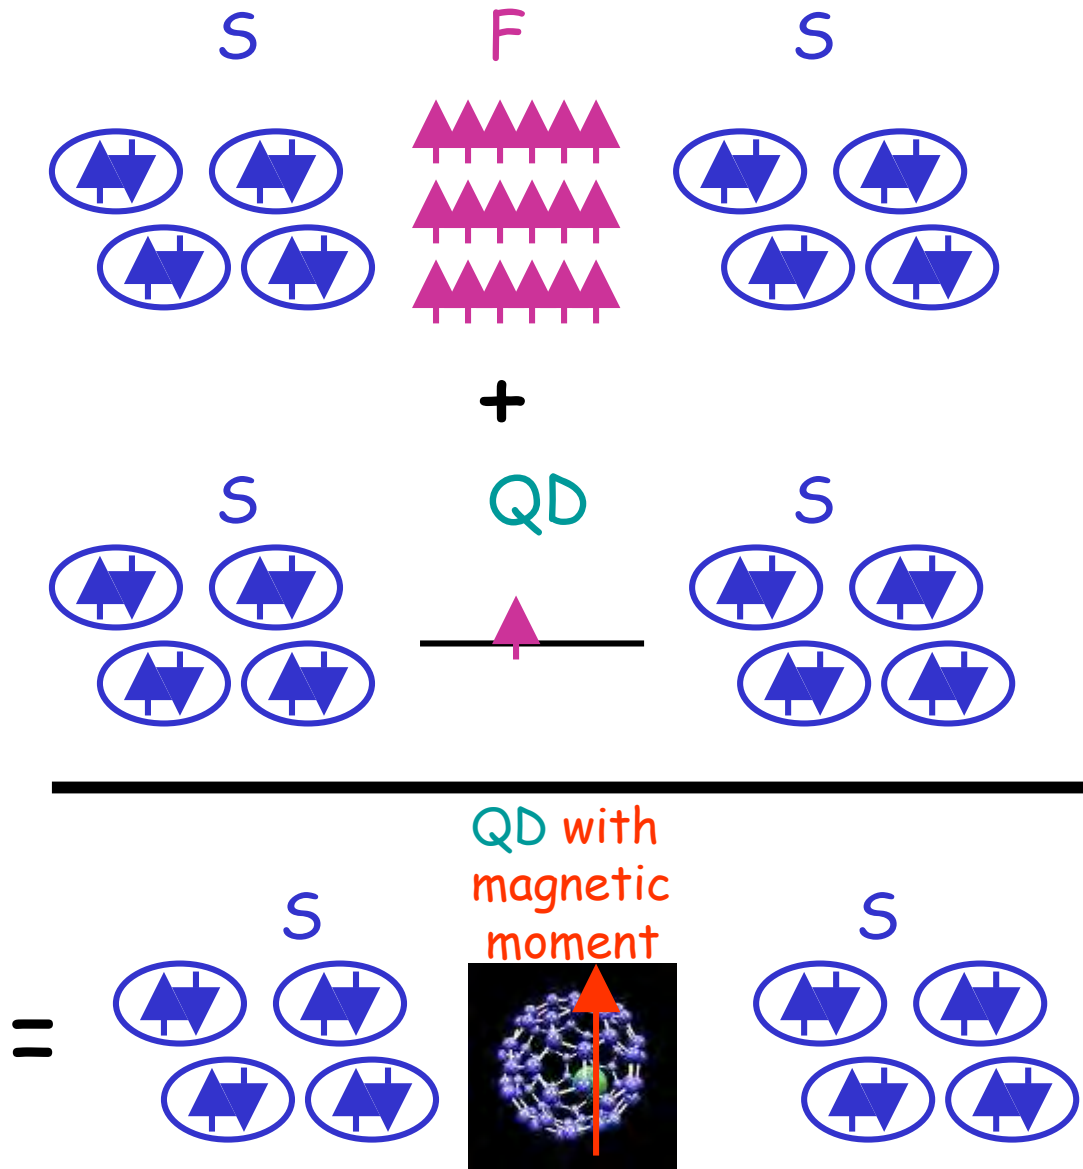 S F S
+
S QD S
QD with
magnetic
moment
S S
=